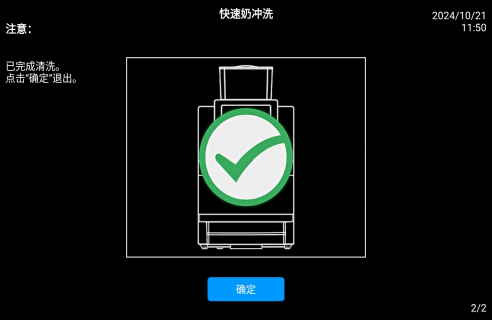 快速奶冲洗
2024/10/21
11:50
注意：
已完成清洗。
点击“确定”退出。
确定
2/2